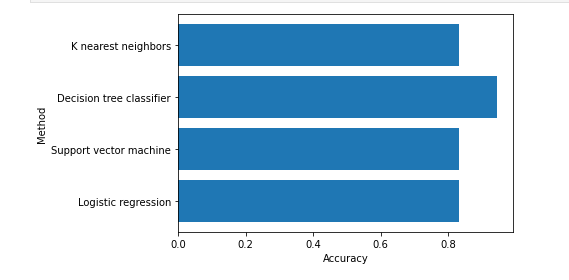 K nearest neighbors
Decision tree classifier
Method
Support vector machine
Logistic regression
0.0 0.2 0.4 0.6 0.8
Accuracy